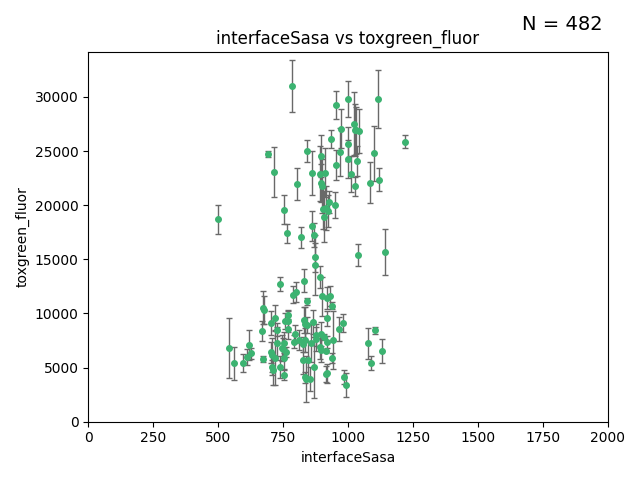 N = 482
interfaceSasa vs toxgreen_fluor
toxgreen_fluor
30000
25000
20000
15000
10000
5000
0
0 250 500 750 1000 1250 1500 1750 2000
interfaceSasa